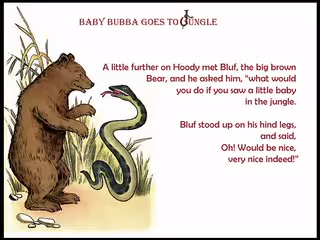 BABY BUBBA GOES TO JUNGLE
A little further on Hoody met Bluf, the big brown
Bear, and he asked him, “what would
you do if you saw a little baby
in the jungle.
Bluf stood up on his hind legs,
and said,
Oh! Would be nice,
very nice indeed!”